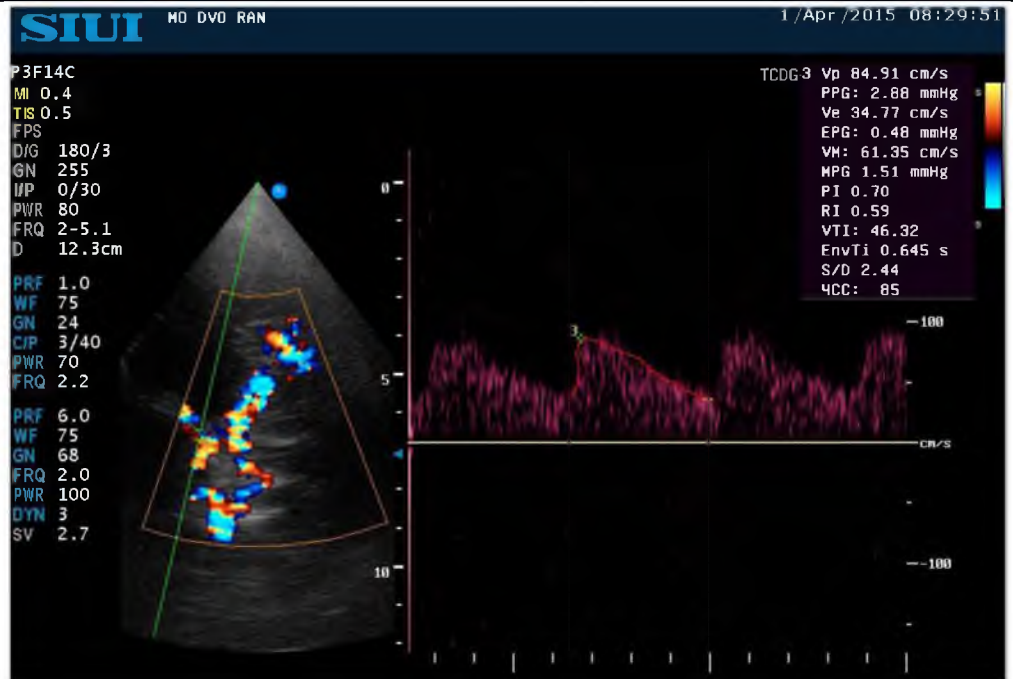 SIUI
MO DVO RAN
1/Apr/2015 08:29:51
P3F14C
MI 0.4
TIS 0.5
FPS
D/G 180/3
GN 255
I/P 0/30
PWR 80
FRQ 2-5.1
D 12.3cm
PRF 1.0
WF 75
GN 24
C/P 3/40
PWR 70
FRQ 2.2
PRF 6.0
WF 75
GN 68
FRQ 2.0
PWR 100
DYN 3
SV 2.7
0
5
10
TCDG 3 Vp 84.91 cm/s
PPG: 2.88 mmHg
Ve 34.77 cm/s
EPG: 0.48 mmHg
VM: 61.35 cm/s
MPG 1.51 mmHg
PI 0.70
RI 0.59
VTI: 46.32
EnvTi 0.645 s
S/D 2.44
ЧCC: 85
3
100
cm/s
-100